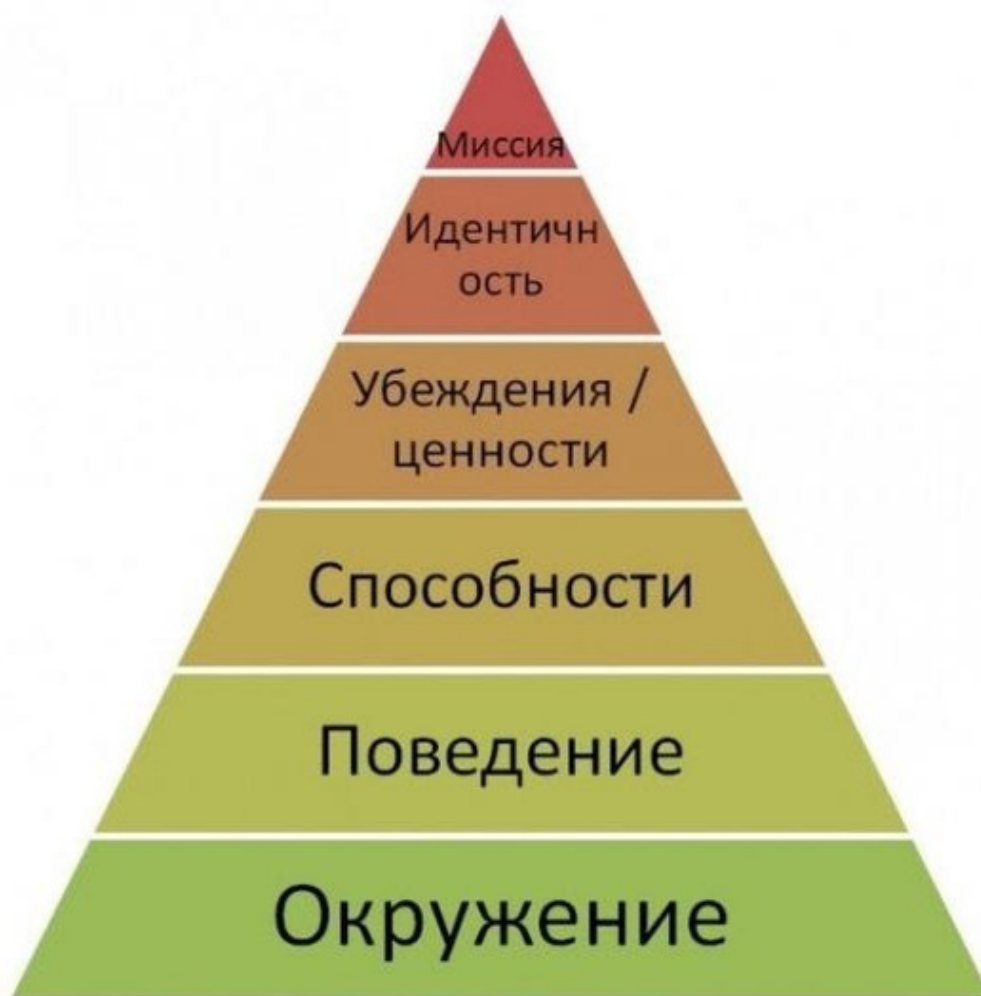 Миссия
Идентичн
ость
Убеждения /
ценности
Способности
Поведение
Окружение